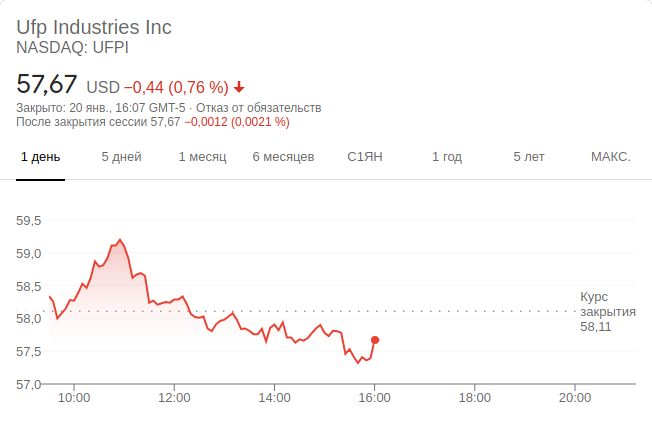 Ufp Industries Inc
NASDAQ: UFPI
57,67 USD −0,44 (0,76 %)
Закрыто: 20 янв., 16:07 GMT-5 · Отказ от обязательств
После закрытия сессии 57,67 −0,0012 (0,0021 %)
1 день 5 дней 1 месяц 6 месяцев С1ЯН 1 год 5 лет МАКС.
59,5
59,0
58,5
Курс
закрытия
58,11
58,0
57,5
57,0
10:00 12:00 14:00 16:00 18:00 20:00